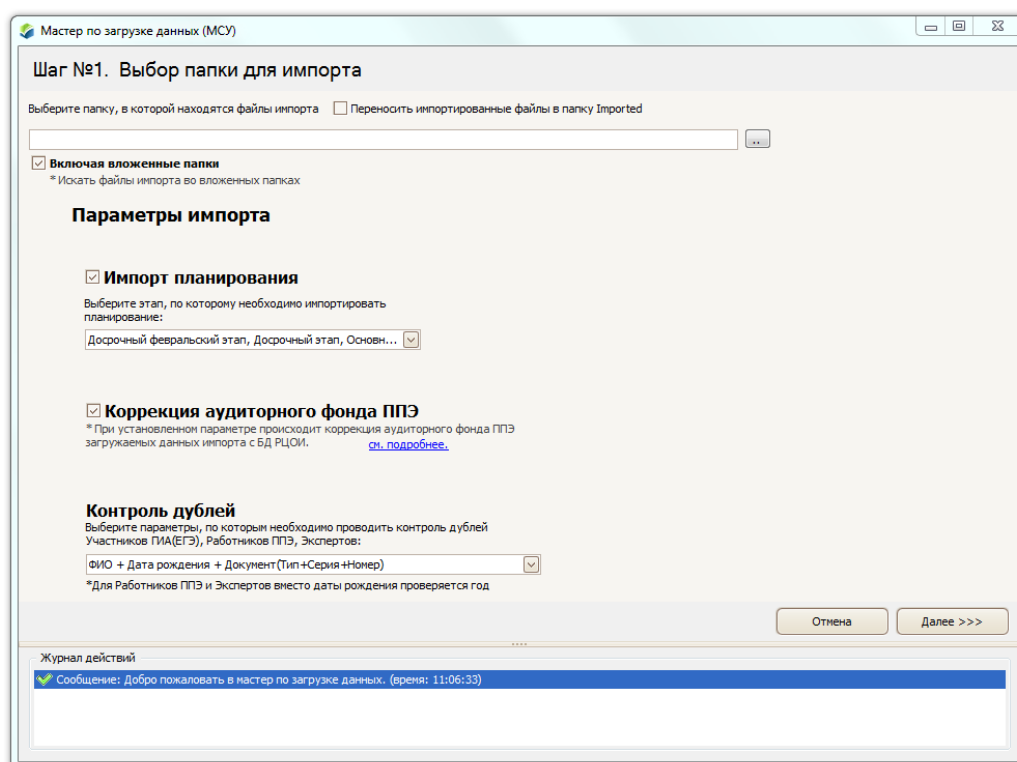 Мастер по загрузке данных (МСУ)
Шаг №1. Выбор папки для импорта
Выберите папку, в которой находятся файлы импорта Переносить импортированные файлы в папку Imported
..
Включая вложенные папки
*Искать файлы импорта во вложенных папках
Параметры импорта
Импорт планирования
Выберите этап, по которому необходимо импортировать
планирование:
Досрочный февральский этап, Досрочный этап, Основн...
Коррекция аудиторного фонда ППЭ
*При установленном параметре происходит коррекция аудиторного фонда ППЭ
загружаемых данных импорта с БД РЦОИ. см. подробнее.
Контроль дублей
Выберите параметры, по которым необходимо проводить контроль дублей
Участников ГИА(ЕГЭ), Работников ППЭ, Экспертов:
ФИО + Дата рождения + Документ(Тип+Серия+Номер)
*Для Работников ППЭ и Экспертов вместо даты рождения проверяется год
Отмена Далее >>>
Журнал действий
Сообщение: Добро пожаловать в мастер по загрузке данных. (время: 11:06:33)